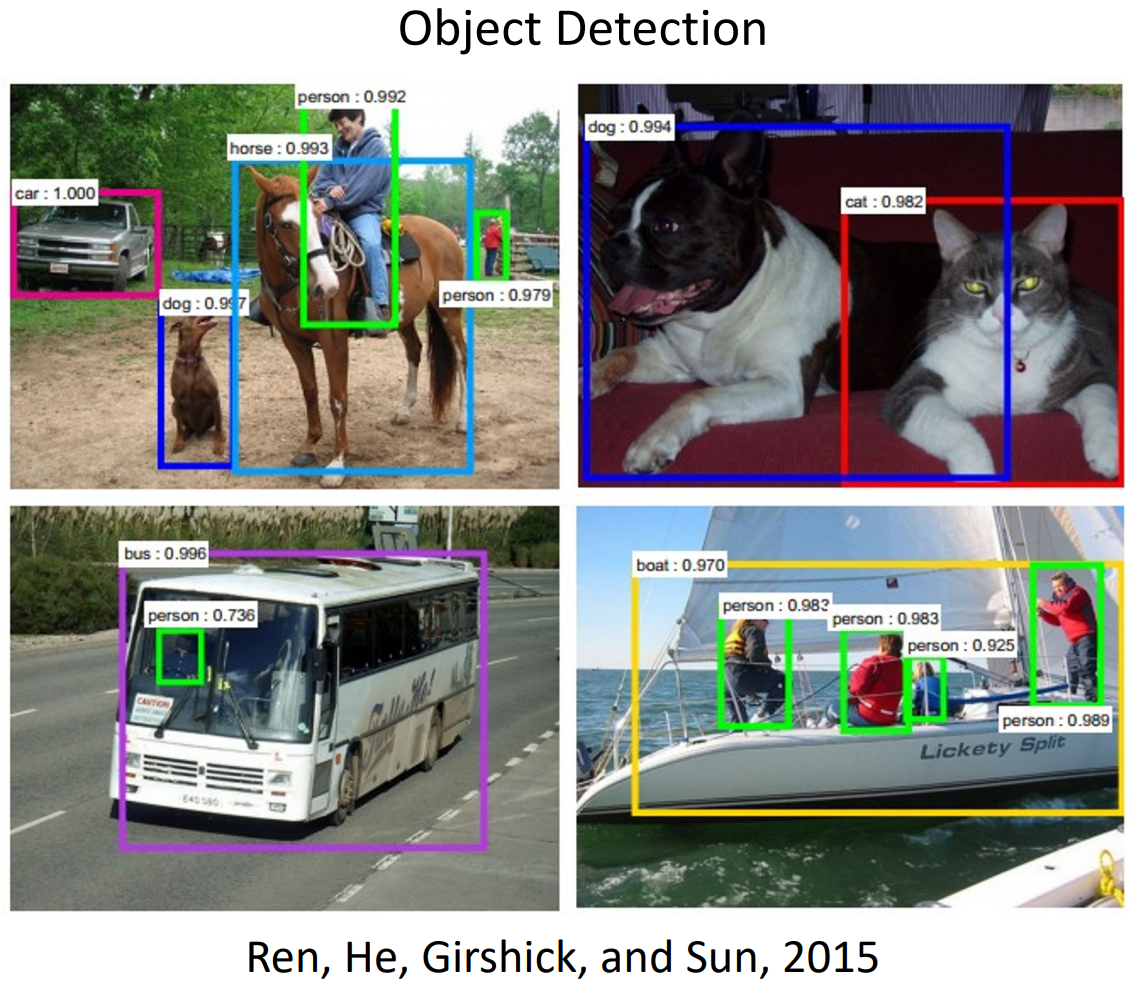 Object Detection
person : 0.992
horse : 0.993
car : 1.000
person : 0.979
dog : 0.997
dog : 0.994
cat : 0.982
bus : 0.996
person : 0.736
CAUTION
boat : 0.970
person : 0.983
person : 0.983
person : 0.925
person : 0.989
Lickety Split
Ren, He, Girshick, and Sun, 2015